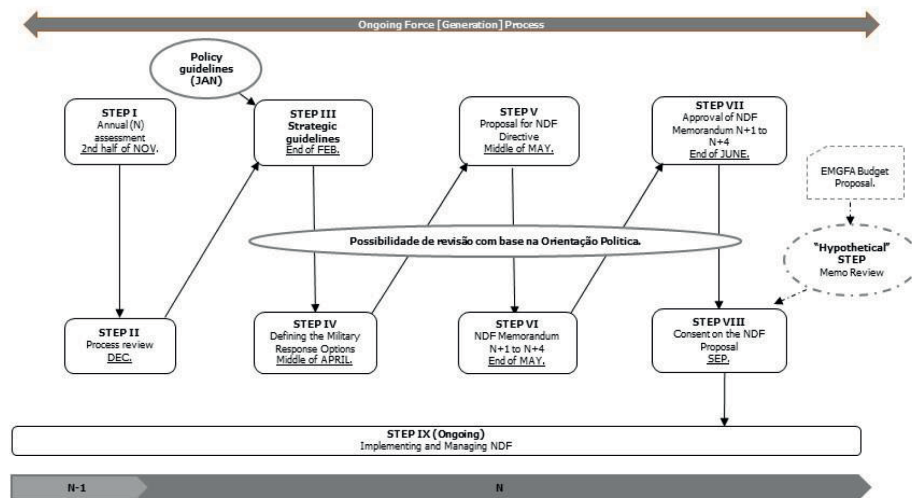 Ongoing Force [Generation] Process
Policy
guidelines
(JAN)
STEP I
Annual (N)
assessment
2nd half of NOV.
STEP III
Strategic
guidelines
End of FEB.
STEP V
Proposal for NDF
Directive
Middle of MAY.
STEP VII
Approval of NDF
Memorandum N+1 to
N+4
End of JUNE.
EMGFA Budget
Proposal.
Possibilidade de revisão com base na Orientação Politica.
"Hypothetical"
STEP
Memo Review
STEP II
Process review
DEC.
STEP IV
Defining the Military
Response Options
Middle of APRIL.
STEP VI
NDF Memorandum
N+1 to N+4
End of MAY.
STEP VIII
Consent on the NDF
Proposal
SEP.
STEP IX (Ongoing)
Implementing and Managing NDF
N-1
N